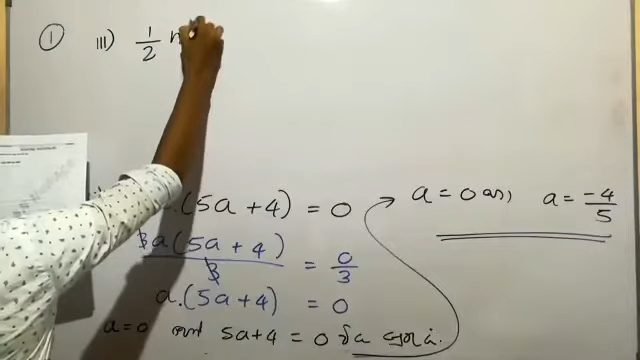 ① III) 1/2
.(5a + 4) = 0
3a(5a + 4)/3 = 0/3
a.(5a + 4) = 0
a = 0 5a + 4 = 0
a = 0 a = -4/5